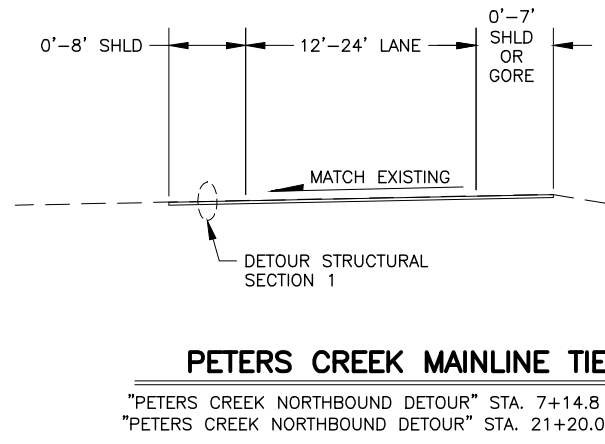 0'-8' SHLD
12'-24' LANE
0'-7'
SHLD
OR
GORE
MATCH EXISTING
DETOUR STRUCTURAL
SECTION 1
PETERS CREEK MAINLINE TIE
"PETERS CREEK NORTHBOUND DETOUR" STA. 7+14.8
"PETERS CREEK NORTHBOUND DETOUR" STA. 21+20.0